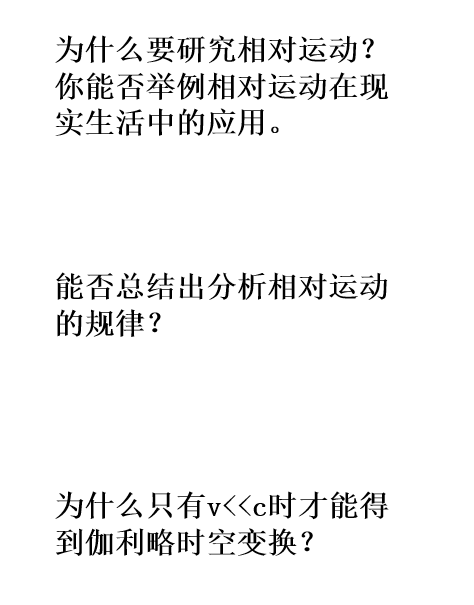 为什么要研究相对运动？
你能否举例相对运动在现
实生活中的应用。
能否总结出分析相对运动
的规律？
为什么只有v<<c时才能得
到伽利略时空变换？